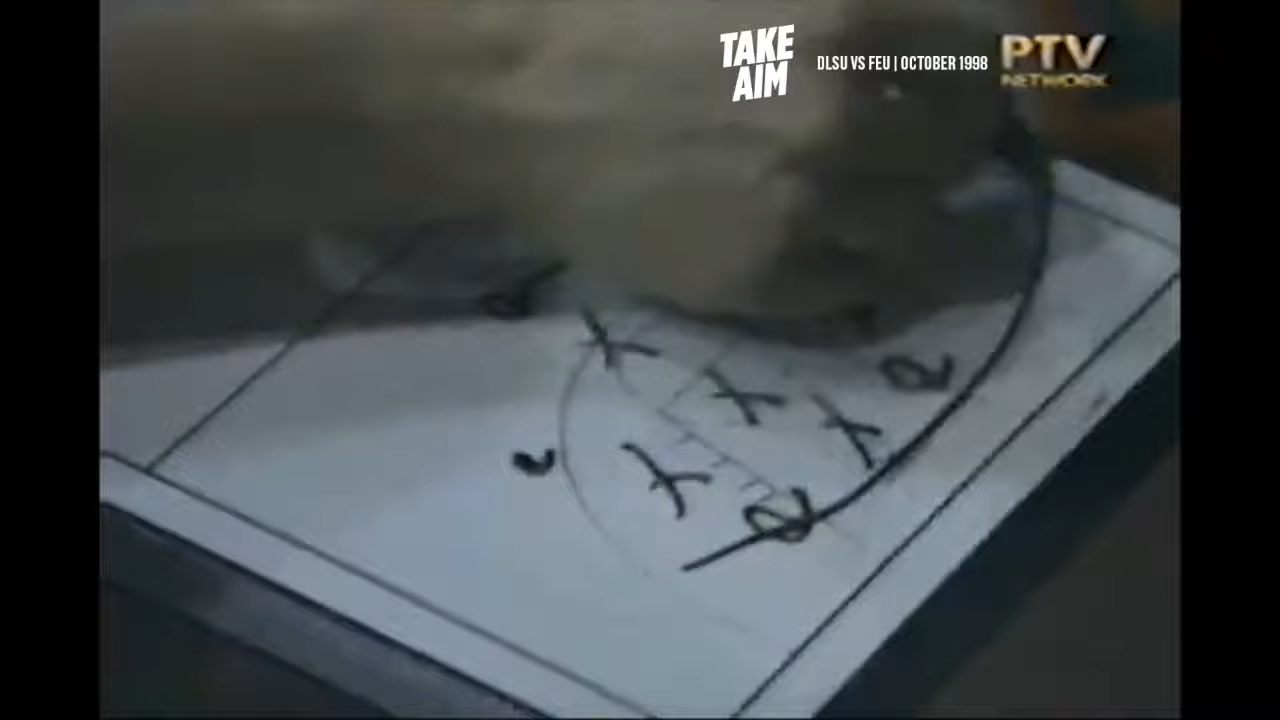 TAKE
AIM
DLSU VS FEU | OCTOBER 1998
PTV
NETWORK
X X X X